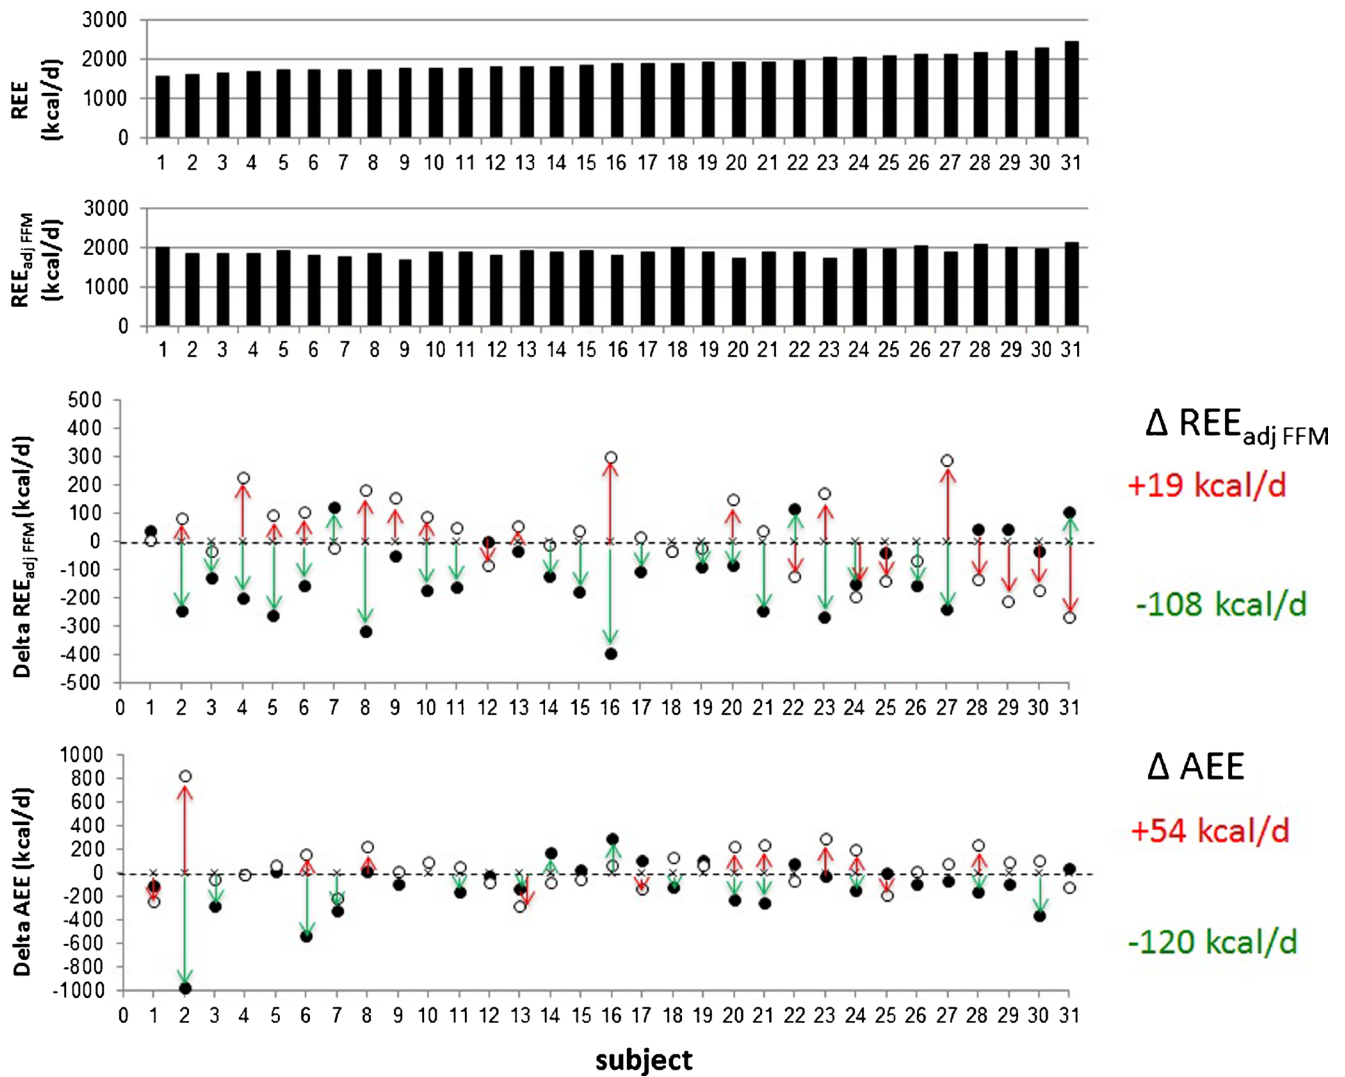 3000
2000
1000
0
REE
(kcal/d)
1 2 3 4 5 6 7 8 9 10 11 12 13 14 15 16 17 18 19 20 21 22 23 24 25 26 27 28 29 30 31
3000
2000
1000
0
REEadj FFM
(kcal/d)
1 2 3 4 5 6 7 8 9 10 11 12 13 14 15 16 17 18 19 20 21 22 23 24 25 26 27 28 29 30 31
500
400
300
200
100
0
-100
-200
-300
-400
-500
Delta REEadj FFM (kcal/d)
0 1 2 3 4 5 6 7 8 9 10 11 12 13 14 15 16 17 18 19 20 21 22 23 24 25 26 27 28 29 30 31
Δ REEadj FFM
+19 kcal/d
-108 kcal/d
1000
800
600
400
200
0
-200
-400
-600
-800
-1000
Delta AEE (kcal/d)
0 1 2 3 4 5 6 7 8 9 10 11 12 13 14 15 16 17 18 19 20 21 22 23 24 25 26 27 28 29 30 31
Δ AEE
+54 kcal/d
-120 kcal/d
subject